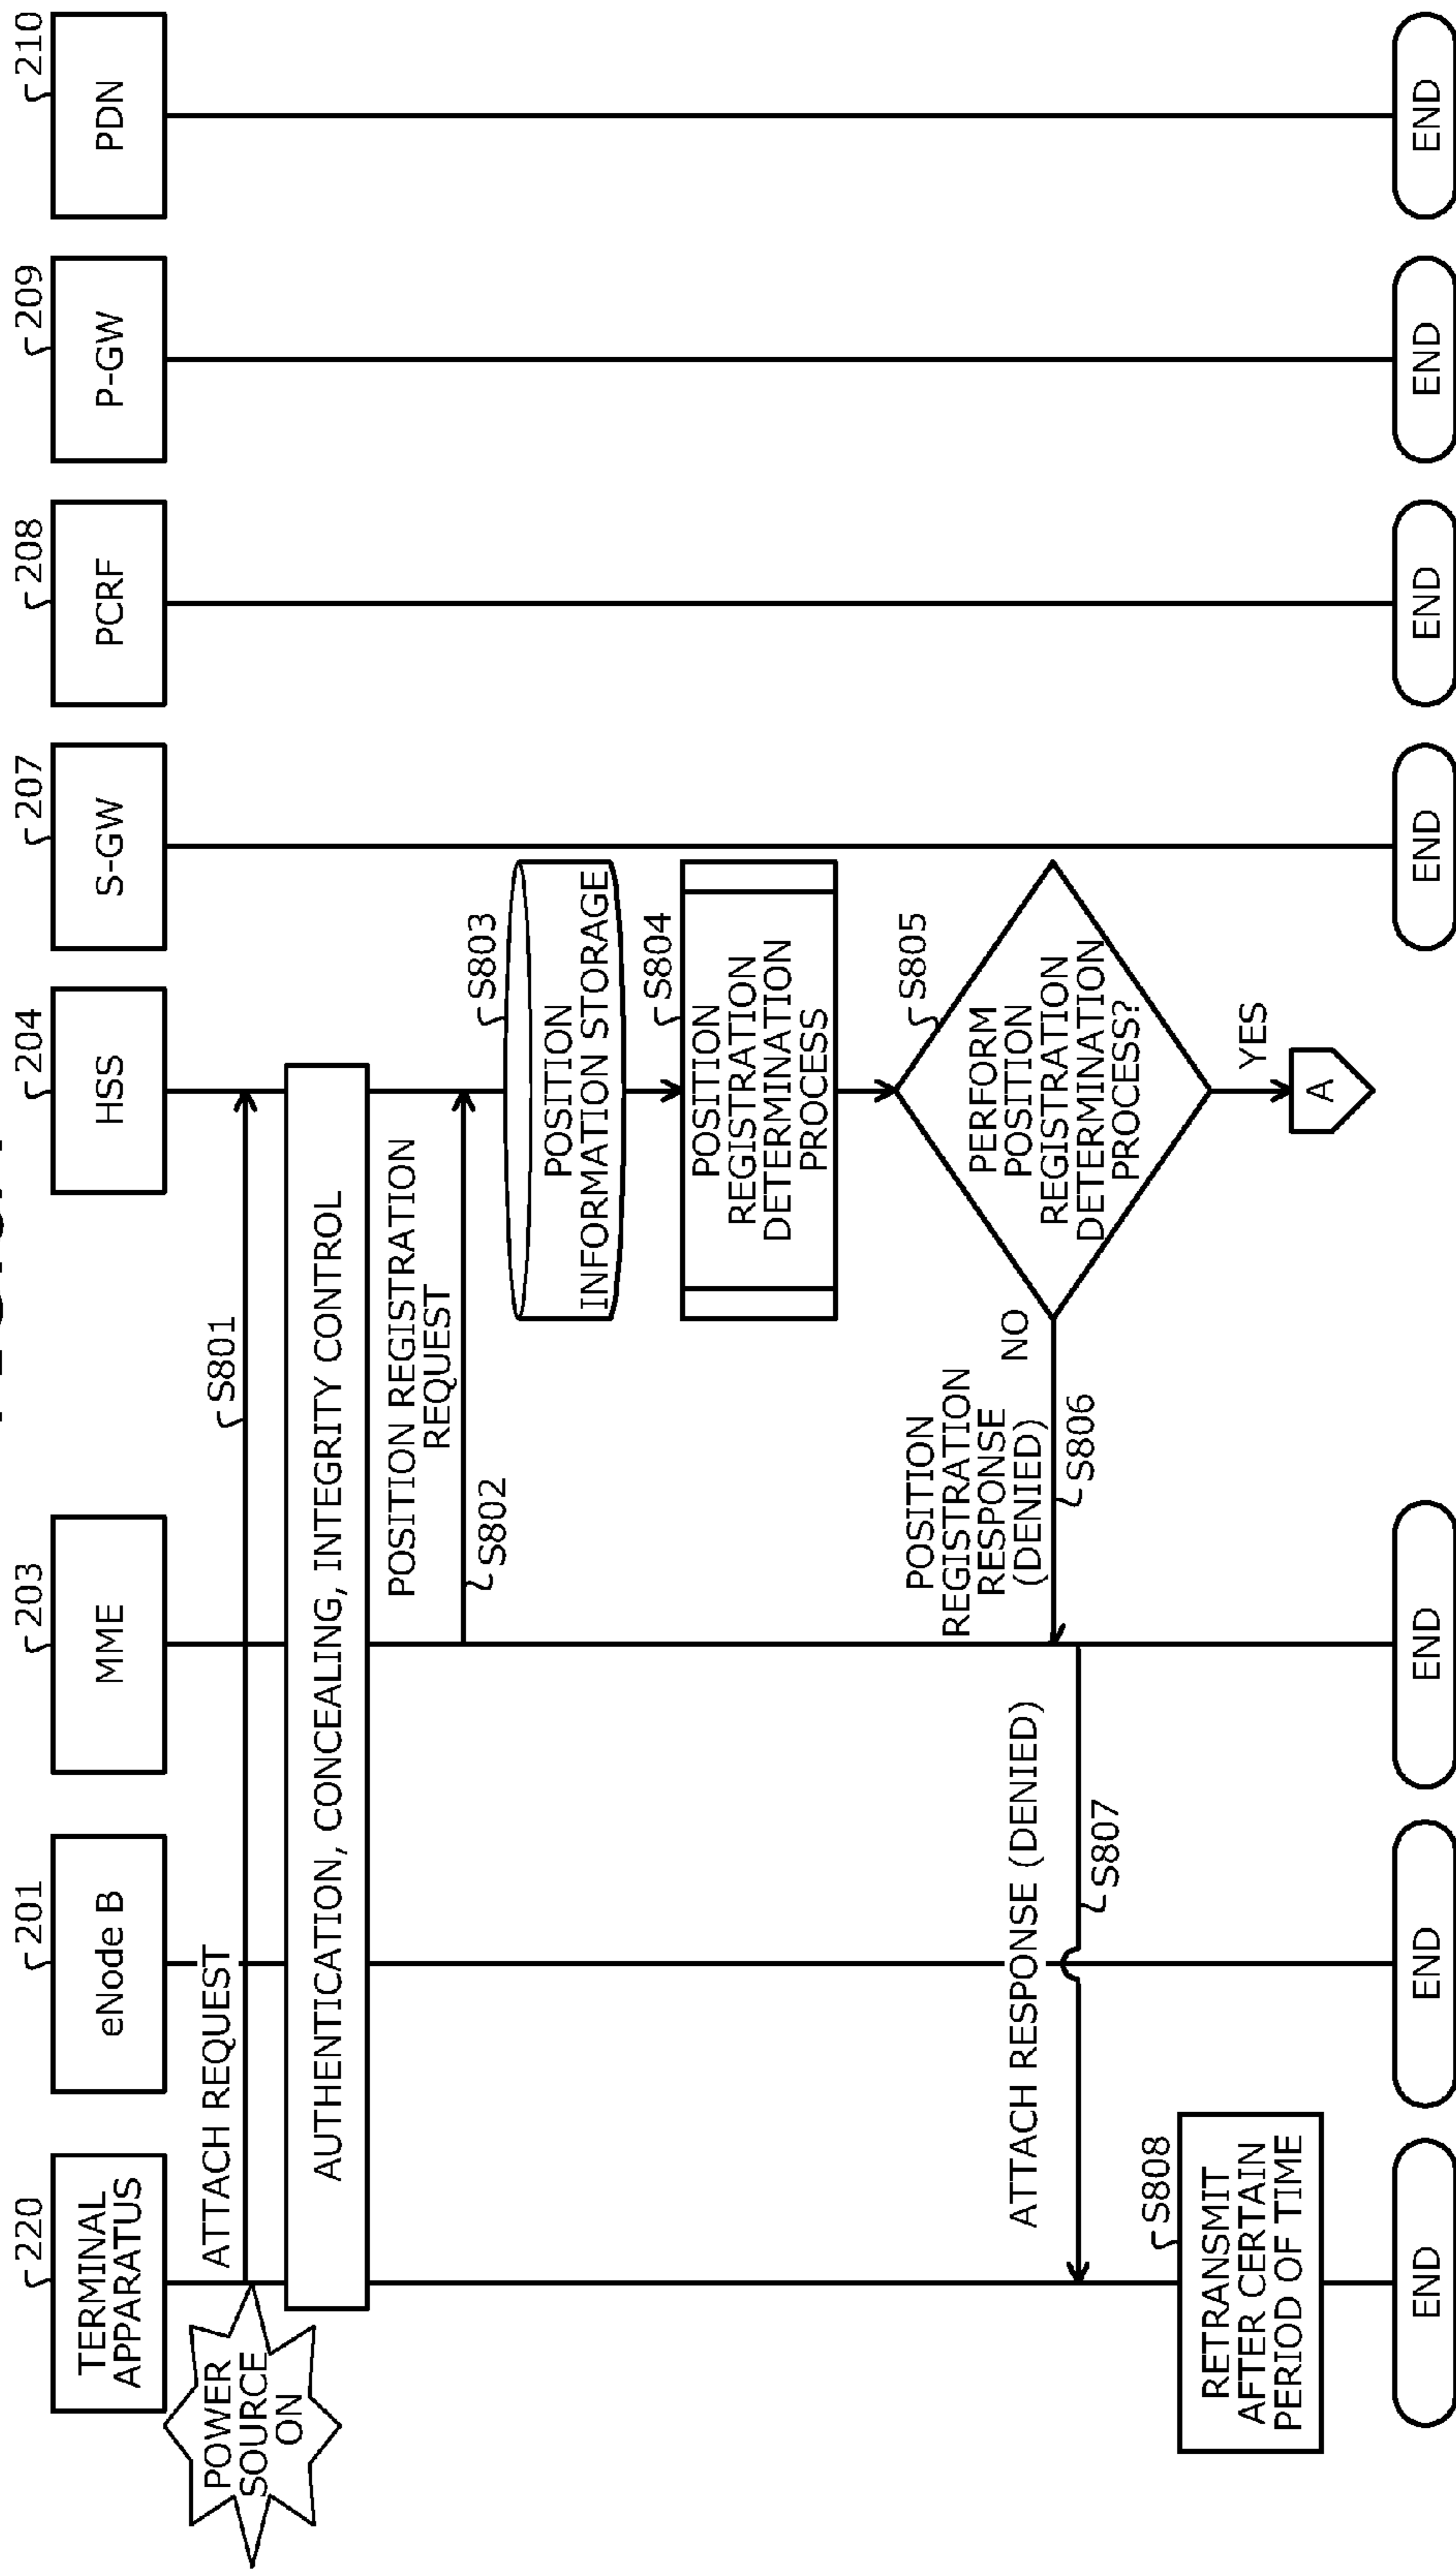 220
TERMINAL
APPARATUS
201
eNode B
203
MME
204
HSS
207
S-GW
208
PCRF
209
P-GW
210
PDN
POWER
SOURCE
ON
ATTACH REQUEST
S801
AUTHENTICATION, CONCEALING, INTEGRITY CONTROL
POSITION REGISTRATION
REQUEST
S802
S803
POSITION
INFORMATION STORAGE
S804
POSITION
REGISTRATION
DETERMINATION
PROCESS
S805
PERFORM
POSITION
REGISTRATION
DETERMINATION
PROCESS?
NO
POSITION
REGISTRATION
RESPONSE
(DENIED)
S806
YES
A
ATTACH RESPONSE (DENIED)
S807
S808
RETRANSMIT
AFTER CERTAIN
PERIOD OF TIME
END
END
END
END
END
END
END